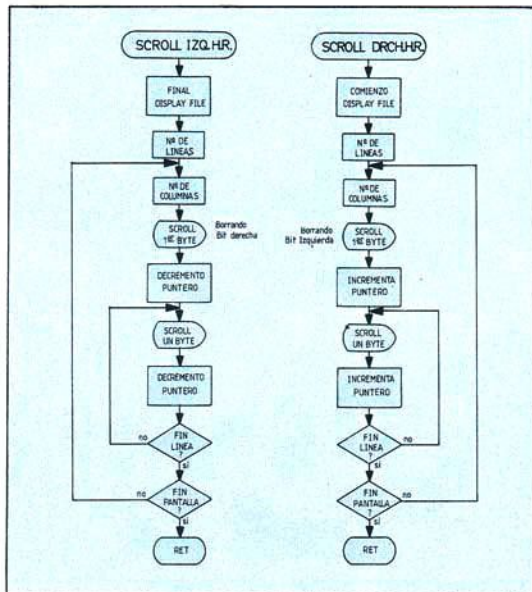 SCROLL IZQ. H.R.
FINAL
DISPLAY FILE
Nº DE
LINEAS
Nº DE
COLUMNAS
SCROLL
1ER BYTE
Borrando
Bit derecha
DECREMENTO
PUNTERO
SCROLL
UN BYTE
DECREMENTO
PUNTERO
FIN
LINEA
?
no
si
FIN
PANTALLA
?
no
si
RET
SCROLL DRCH.HR.
COMIENZO
DISPLAY FILE
Nº DE
LINEAS
Nº DE
COLUMNAS
Borrando
Bit Izquierda
SCROLL
1ER BYTE
INCREMENTA
PUNTERO
SCROLL
UN BYTE
INCREMENTA
PUNTERO
FIN
LINEA
?
no
si
FIN
PANTALLA
?
no
si
RET